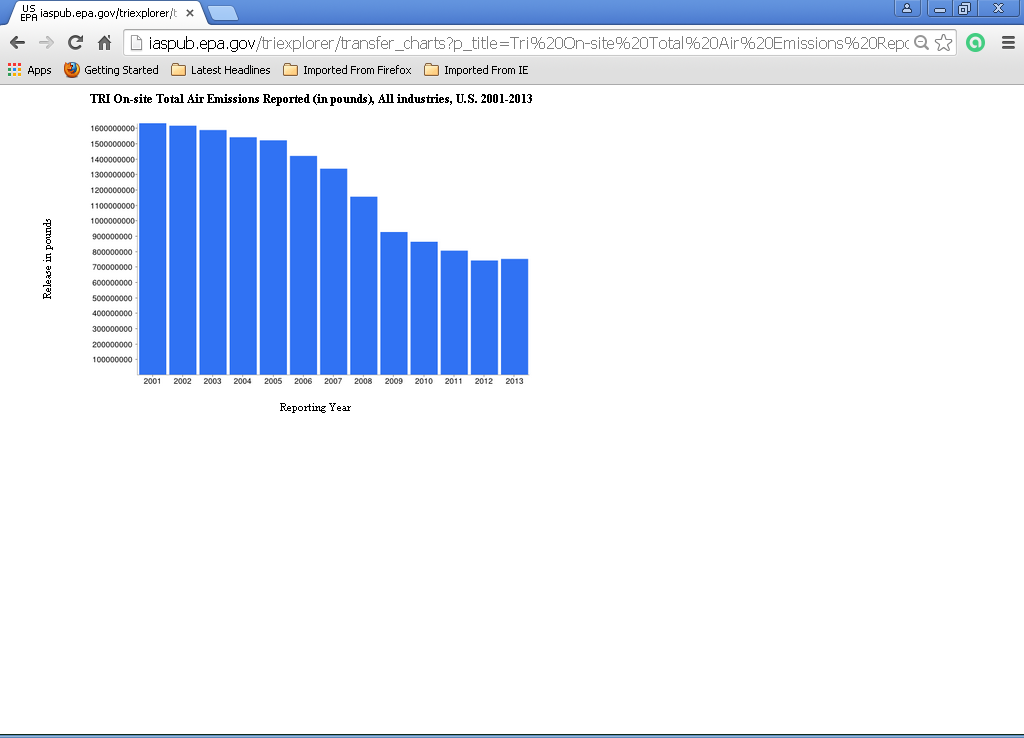 US
EPA iaspub.epa.gov/triexplorer/t
iaspub.epa.gov/triexplorer/transfer_charts?p_title=Tri%20On-site%20Total%20Air%20Emissions%20Repo
Apps Getting Started Latest Headlines Imported From Firefox Imported From IE
TRI On-site Total Air Emissions Reported (in pounds), All industries, U.S. 2001-2013
1600000000
1500000000
1400000000
1300000000
1200000000
1100000000
1000000000
900000000
800000000
700000000
600000000
500000000
400000000
300000000
200000000
100000000
Release in pounds
2001 2002 2003 2004 2005 2006 2007 2008 2009 2010 2011 2012 2013
Reporting Year